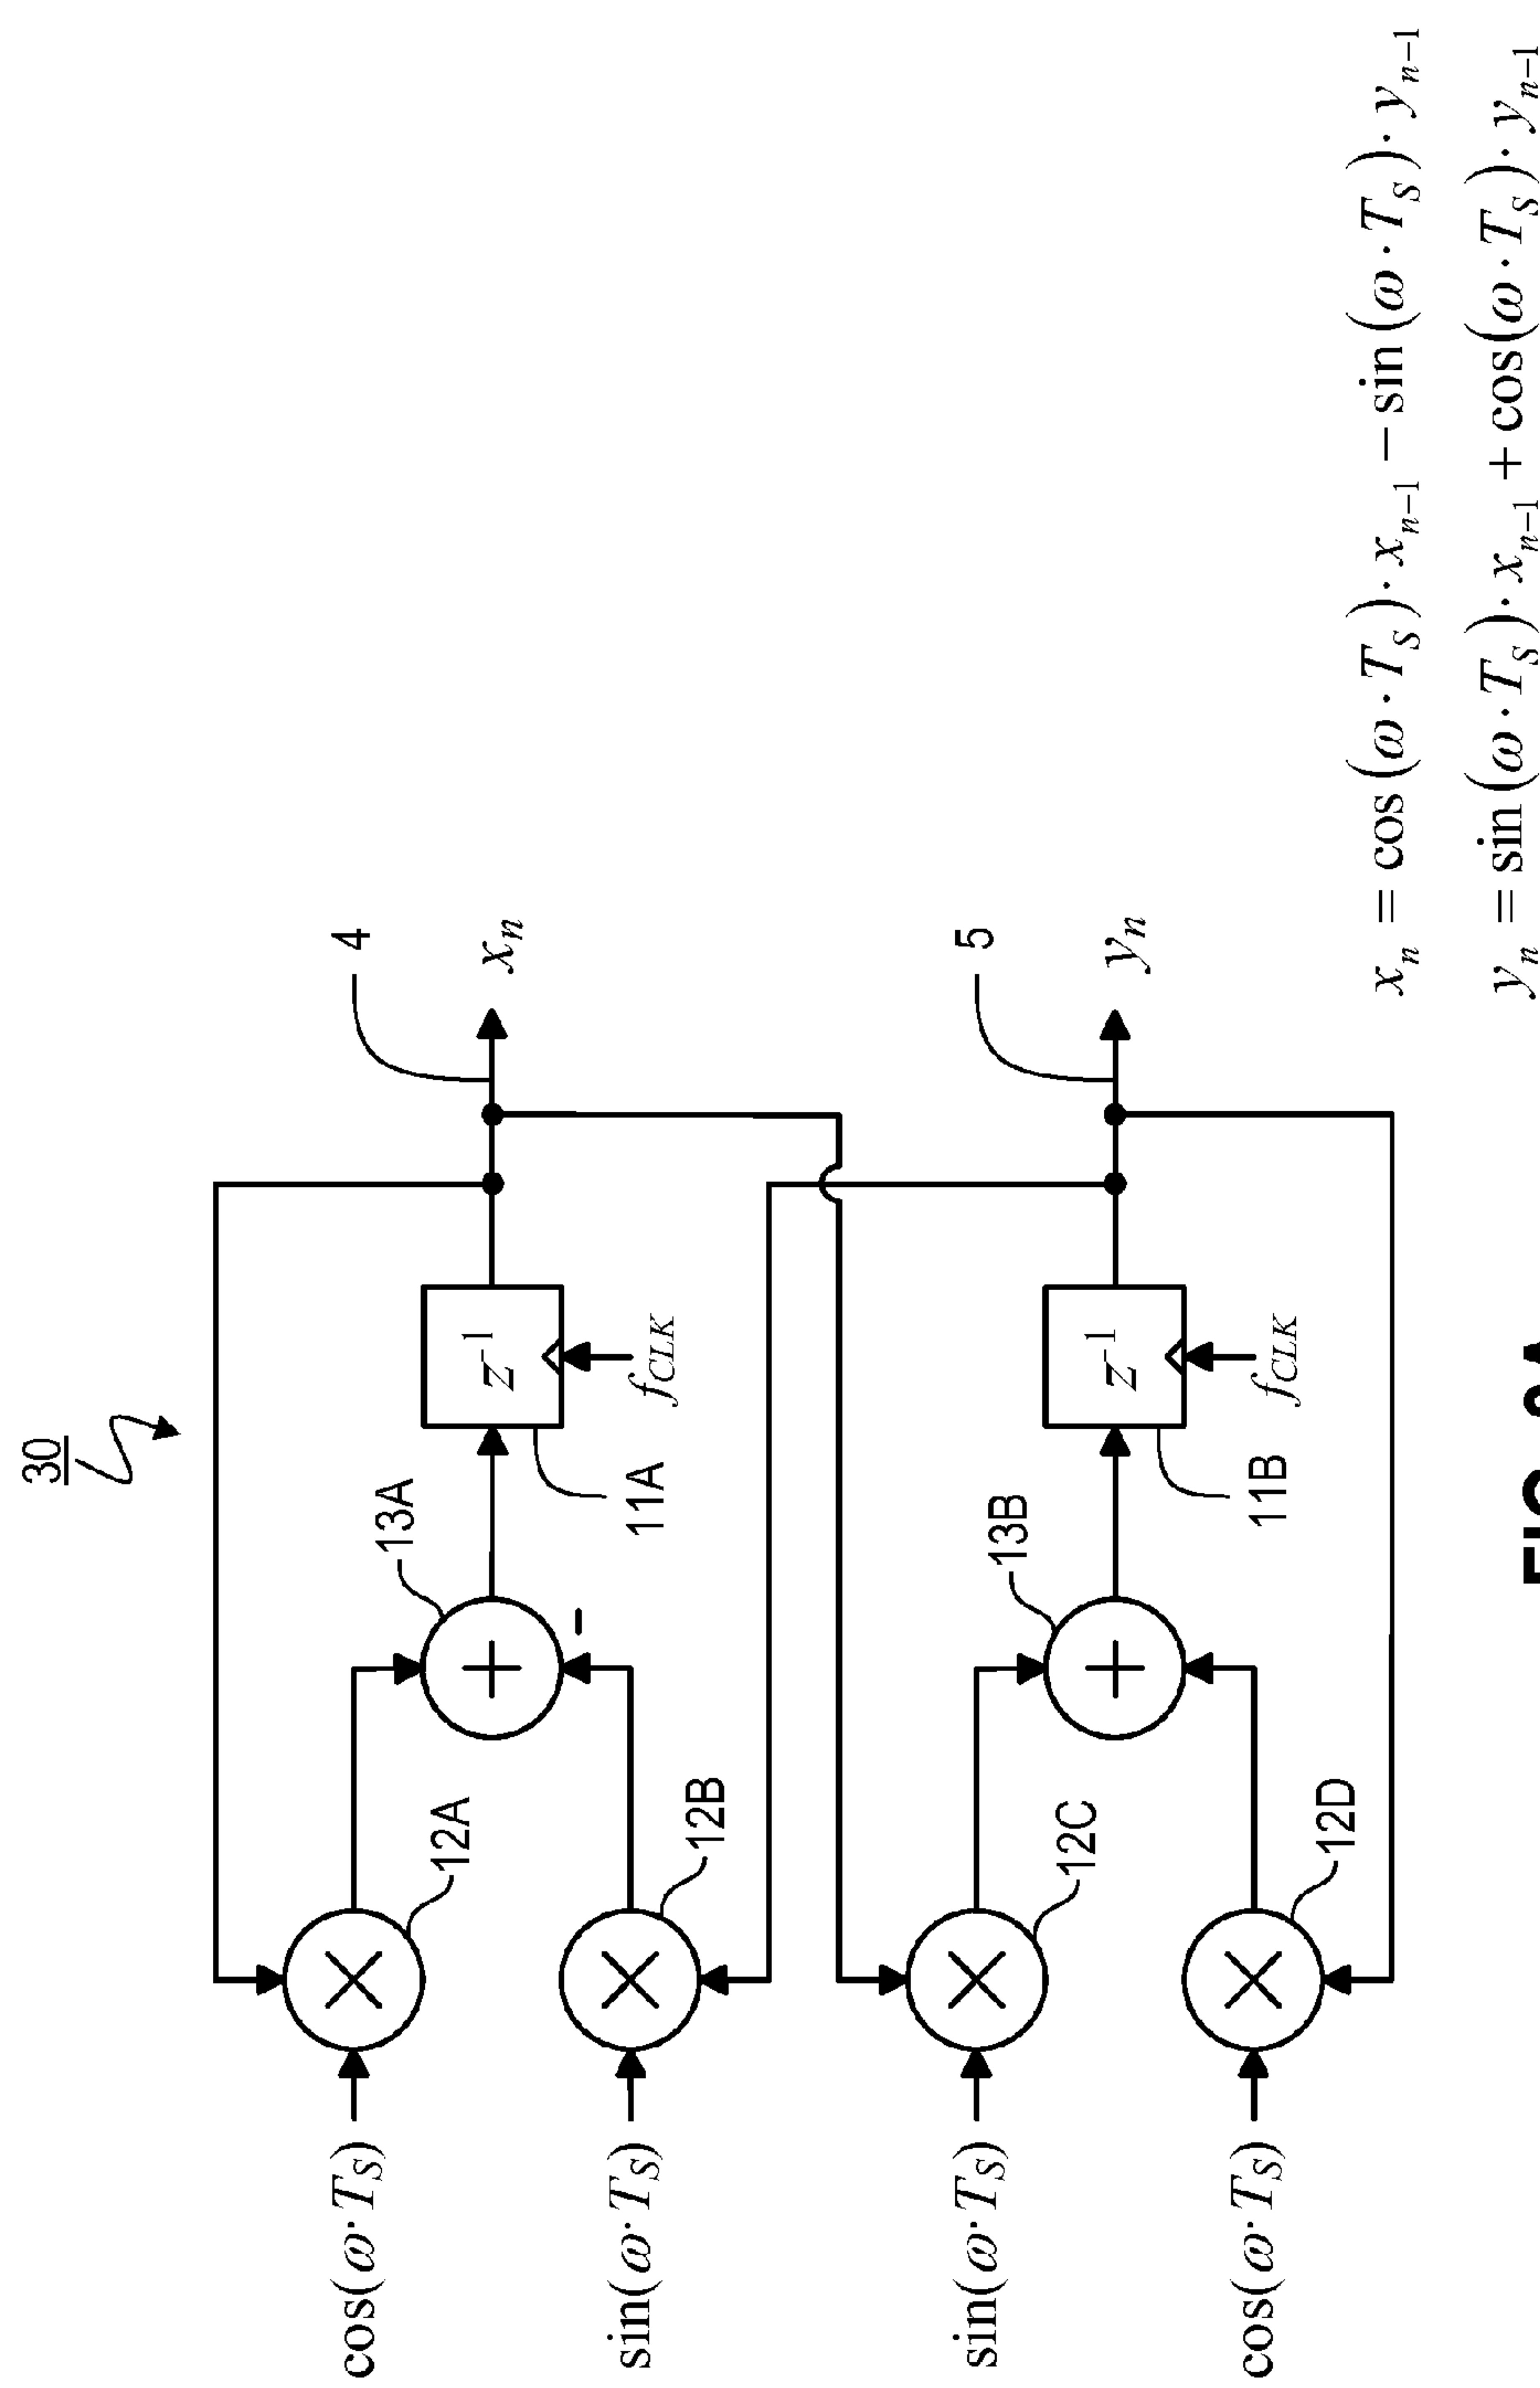 30
4
cos(ω·T_S)
12A
13A
z⁻¹
x_n
11A
f_CLK
sin(ω·T_S)
12B
-
5
sin(ω·T_S)
12C
13B
z⁻¹
y_n
11B
f_CLK
cos(ω·T_S)
12D
x_n = cos(ω·T_S)·x_{n−1} − sin(ω·T_S)·y_{n−1}
y_n = sin(ω·T_S)·x_{n−1} + cos(ω·T_S)·y_{n−1}